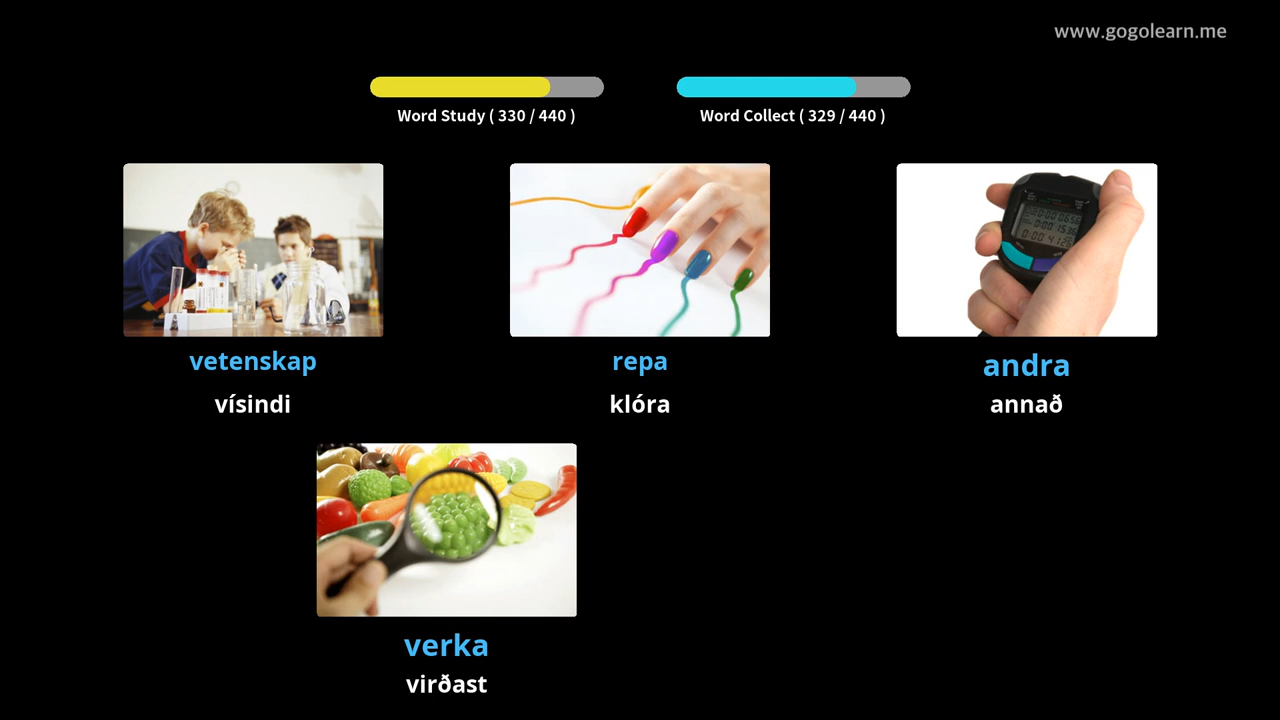 www.gogolearn.me
Word Study ( 330 / 440 )
Word Collect ( 329 / 440 )
vetenskap
vísindi
repa
klóra
andra
annað
verka
virðast